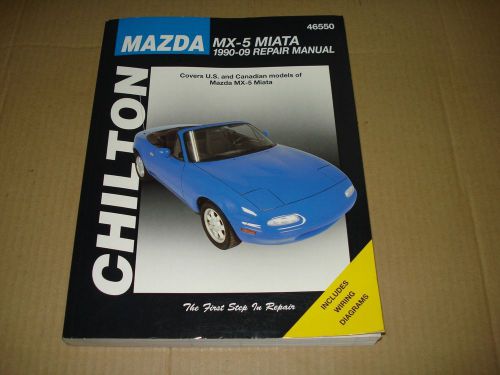 46550
MAZDA MX-5 MIATA
1990-09 REPAIR MANUAL
Covers U.S. and Canadian models of
Mazda MX-5 Miata
CHILTON
INCLUDES
WIRING
DIAGRAMS
The First Step In Repair